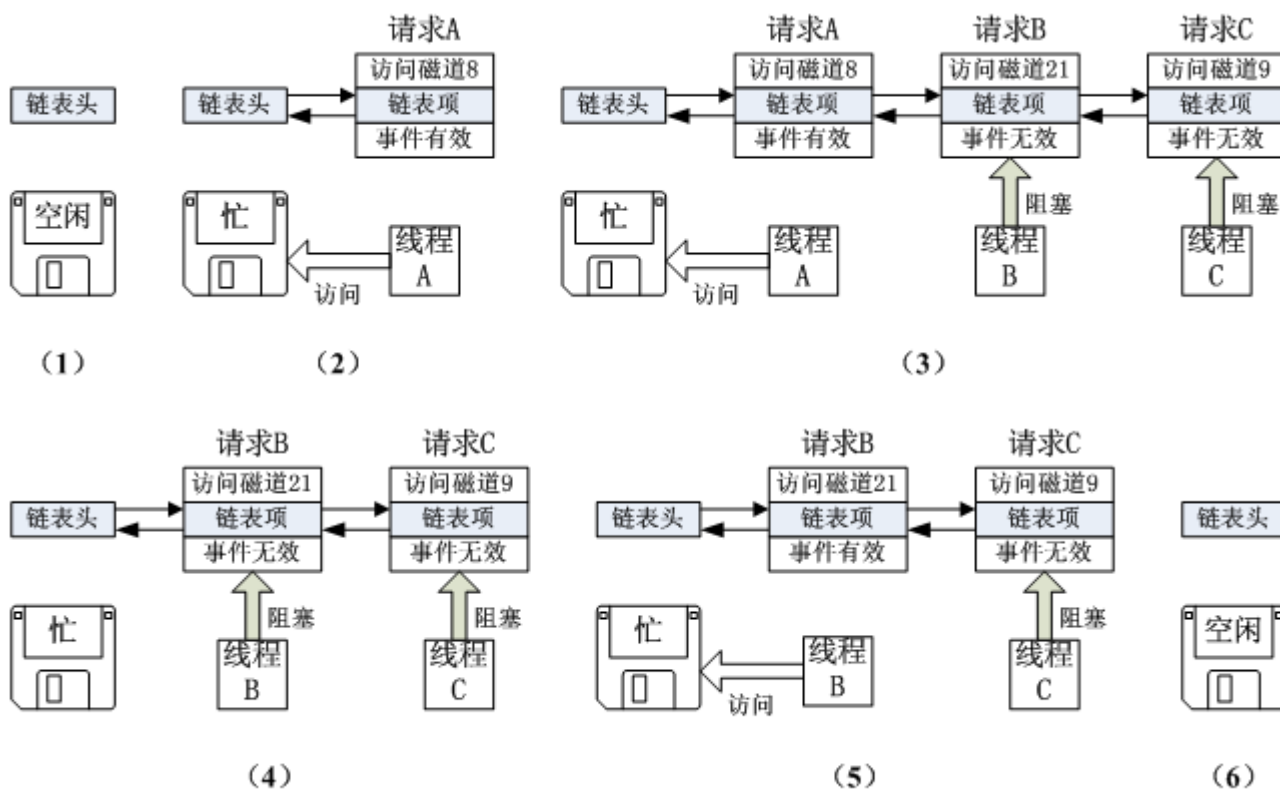 请求A
请求A
请求B
请求C
访问磁道8
访问磁道8
访问磁道21
访问磁道9
链表头
链表头
链表项
链表头
链表项
链表项
链表项
事件有效
事件有效
事件无效
事件无效
空闲
忙
访问
线程
A
忙
访问
线程
A
阻塞
线程
B
阻塞
线程
C
（1）
（2）
（3）
请求B
请求C
请求B
请求C
访问磁道21
访问磁道9
访问磁道21
访问磁道9
链表头
链表项
链表项
链表头
链表项
链表项
链表头
事件无效
事件无效
事件有效
事件无效
忙
阻塞
线程
B
阻塞
线程
C
忙
访问
线程
B
阻塞
线程
C
空闲
（4）
（5）
（6）